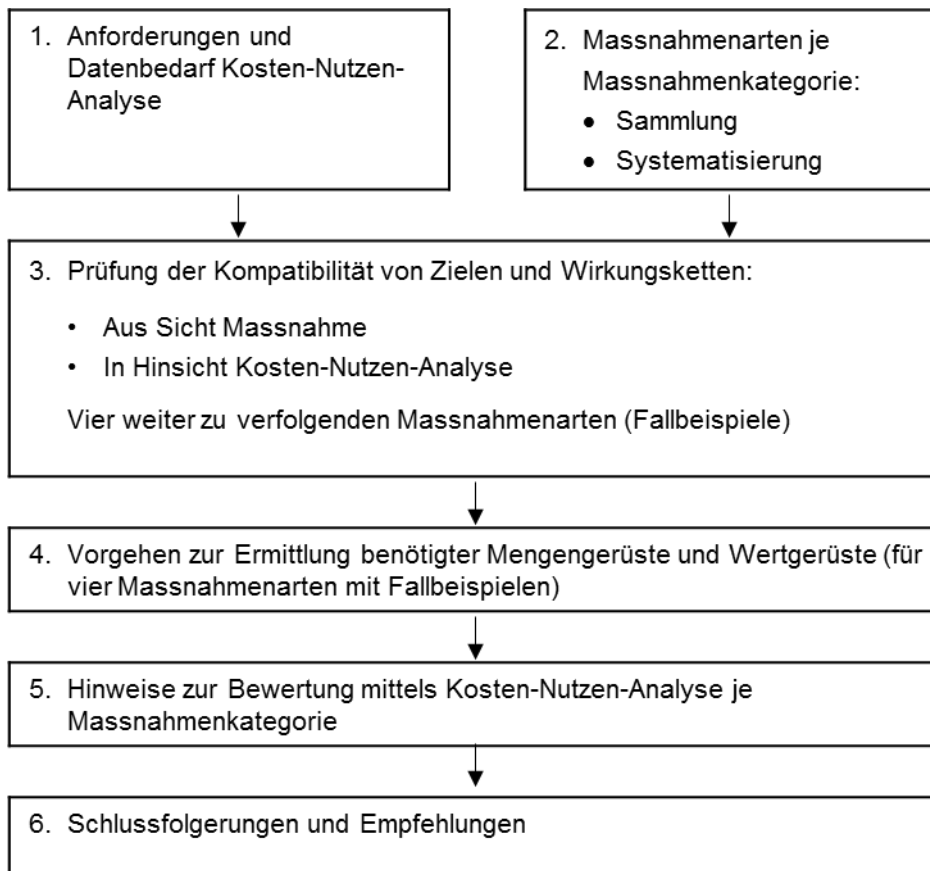 1. Anforderungen und
Datenbedarf Kosten-Nutzen-
Analyse
2. Massnahmenarten je
Massnahmenkategorie:
• Sammlung
• Systematisierung
3. Prüfung der Kompatibilität von Zielen und Wirkungsketten:
• Aus Sicht Massnahme
• In Hinsicht Kosten-Nutzen-Analyse
Vier weiter zu verfolgenden Massnahmenarten (Fallbeispiele)
4. Vorgehen zur Ermittlung benötigter Mengengerüste und Wertgerüste (für
vier Massnahmenarten mit Fallbeispielen)
5. Hinweise zur Bewertung mittels Kosten-Nutzen-Analyse je
Massnahmenkategorie
6. Schlussfolgerungen und Empfehlungen